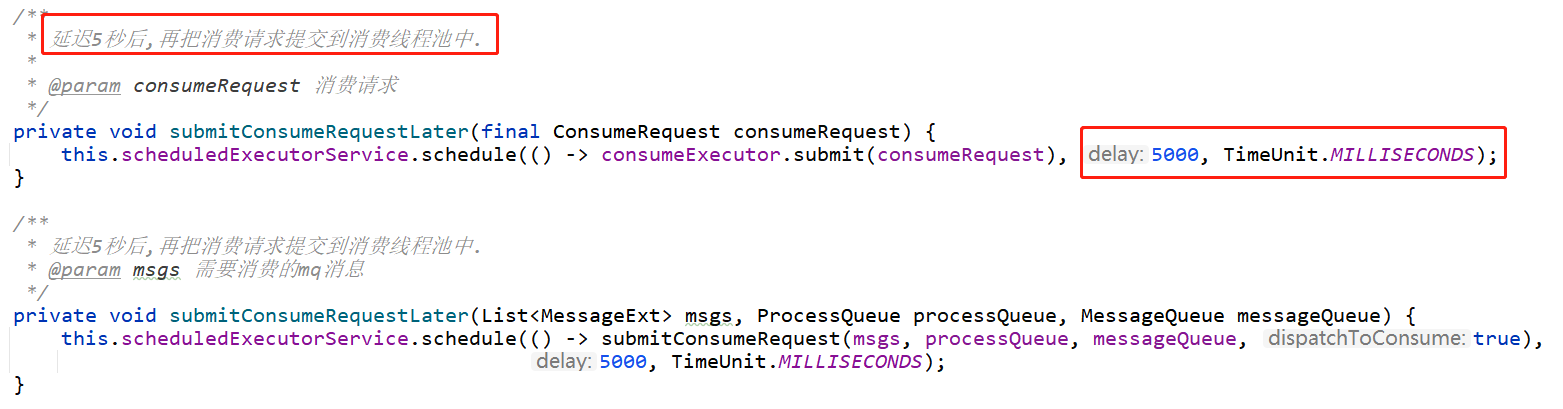 /**
 * 延迟5秒后,再把消费请求提交到消费线程池中.
 *
 * @param consumeRequest 消费请求
 */
private void submitConsumeRequestLater(final ConsumeRequest consumeRequest) {
    this.scheduledExecutorService.schedule(() -> consumeExecutor.submit(consumeRequest), delay: 5000, TimeUnit.MILLISECONDS);
}
/**
 * 延迟5秒后,再把消费请求提交到消费线程池中.
 * @param msgs 需要消费的mq消息
 */
private void submitConsumeRequestLater(List<MessageExt> msgs, ProcessQueue processQueue, MessageQueue messageQueue) {
    this.scheduledExecutorService.schedule(() -> submitConsumeRequest(msgs, processQueue, messageQueue, dispatchToConsume: true),
        delay: 5000, TimeUnit.MILLISECONDS);
}